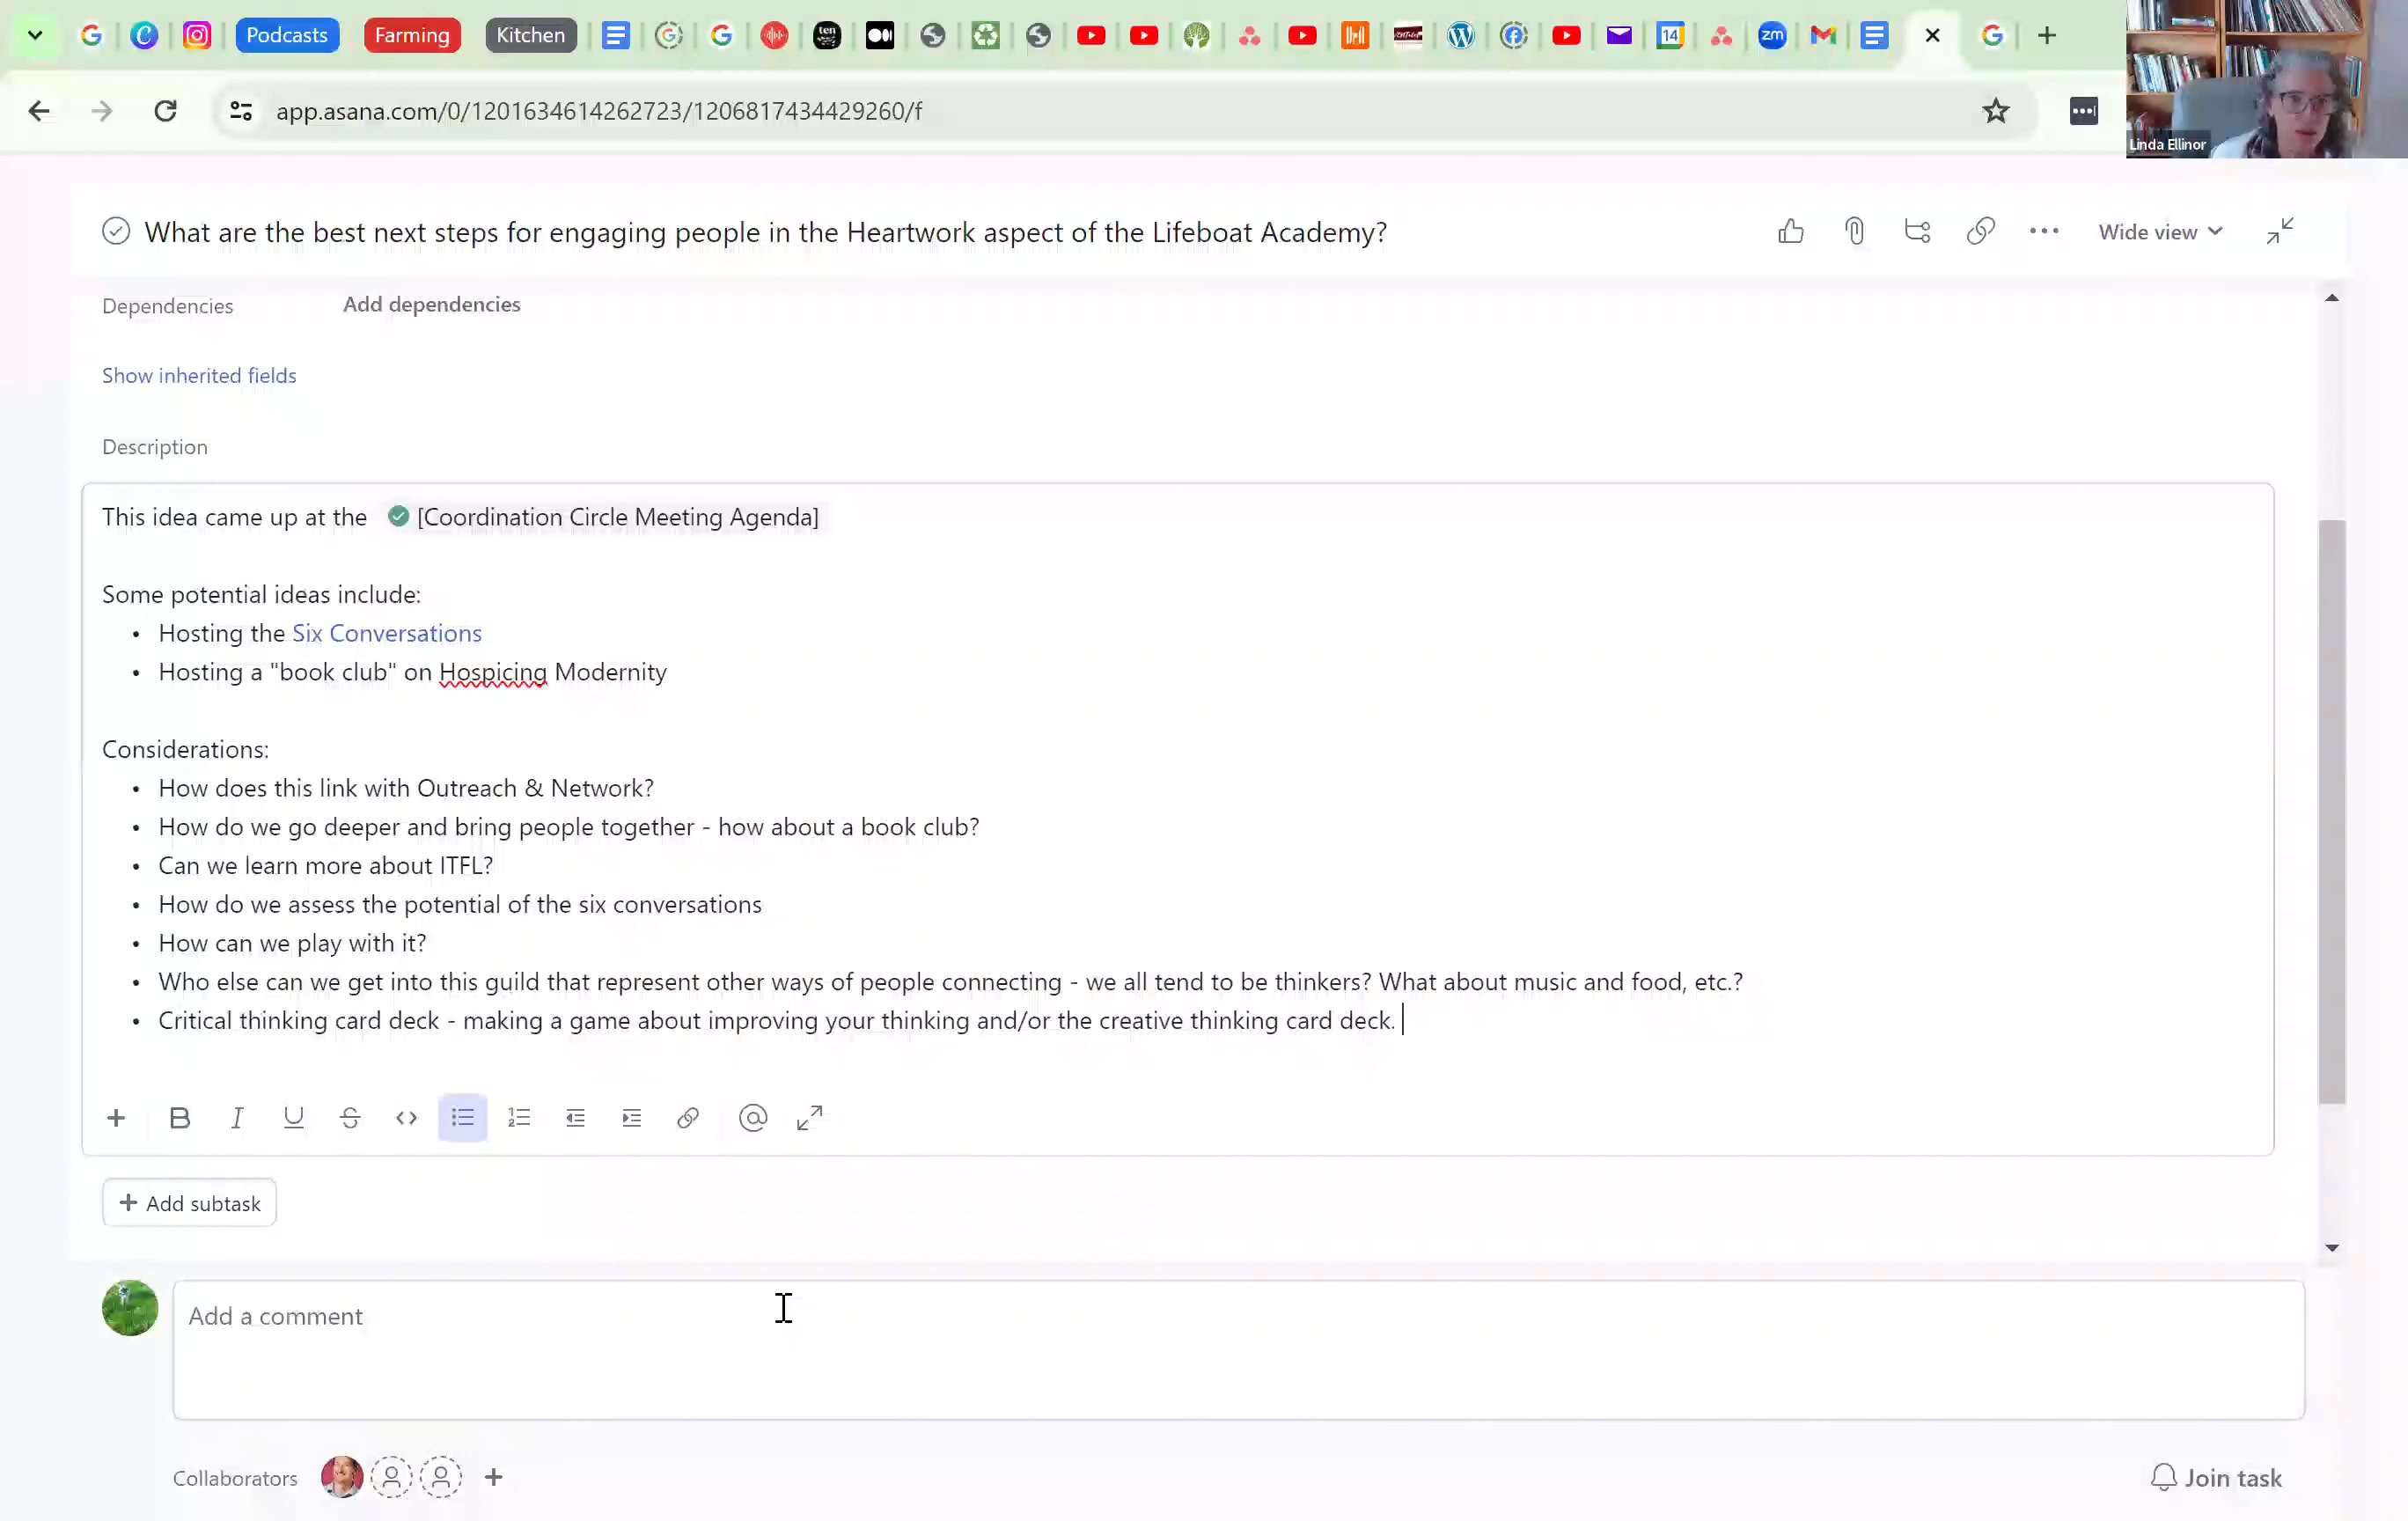 Podcasts Farming Kitchen ten 14 zm
app.asana.com/0/1201634614262723/1206817434429260/f
Linda Ellinor
What are the best next steps for engaging people in the Heartwork aspect of the Lifeboat Academy?
Wide view
Dependencies Add dependencies
Show inherited fields
Description
This idea came up at the [Coordination Circle Meeting Agenda]
Some potential ideas include:
• Hosting the Six Conversations
• Hosting a "book club" on Hospicing Modernity
Considerations:
• How does this link with Outreach & Network?
• How do we go deeper and bring people together - how about a book club?
• Can we learn more about ITFL?
• How do we assess the potential of the six conversations
• How can we play with it?
• Who else can we get into this guild that represent other ways of people connecting - we all tend to be thinkers? What about music and food, etc.?
• Critical thinking card deck - making a game about improving your thinking and/or the creative thinking card deck.
+ B I U S <> @
+ Add subtask
Add a comment
Collaborators +
Join task